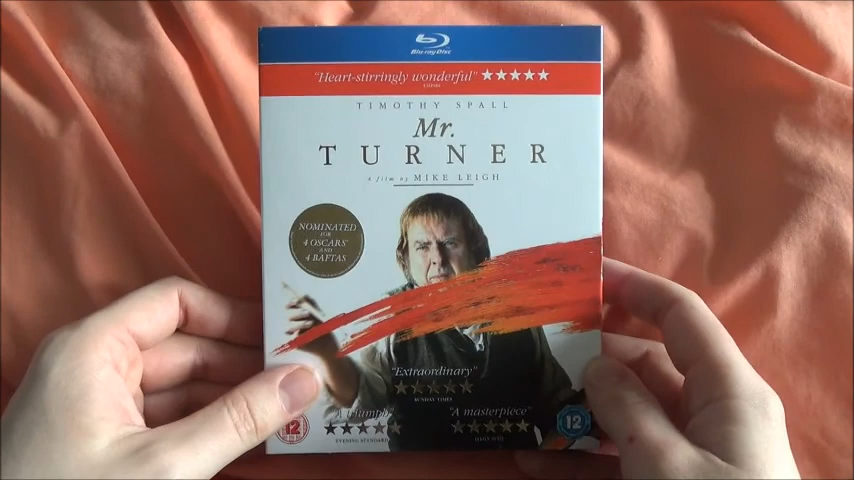 Blu-ray Disc
"Heart-stirringly wonderful"
TIMOTHY SPALL
Mr.
TURNER
a film by MIKE LEIGH
NOMINATED
FOR
4 OSCARS®
AND
4 BAFTAS
"Extraordinary"
SUNDAY TIMES
"A triumph"
EVENING STANDARD
"A masterpiece"
12
12